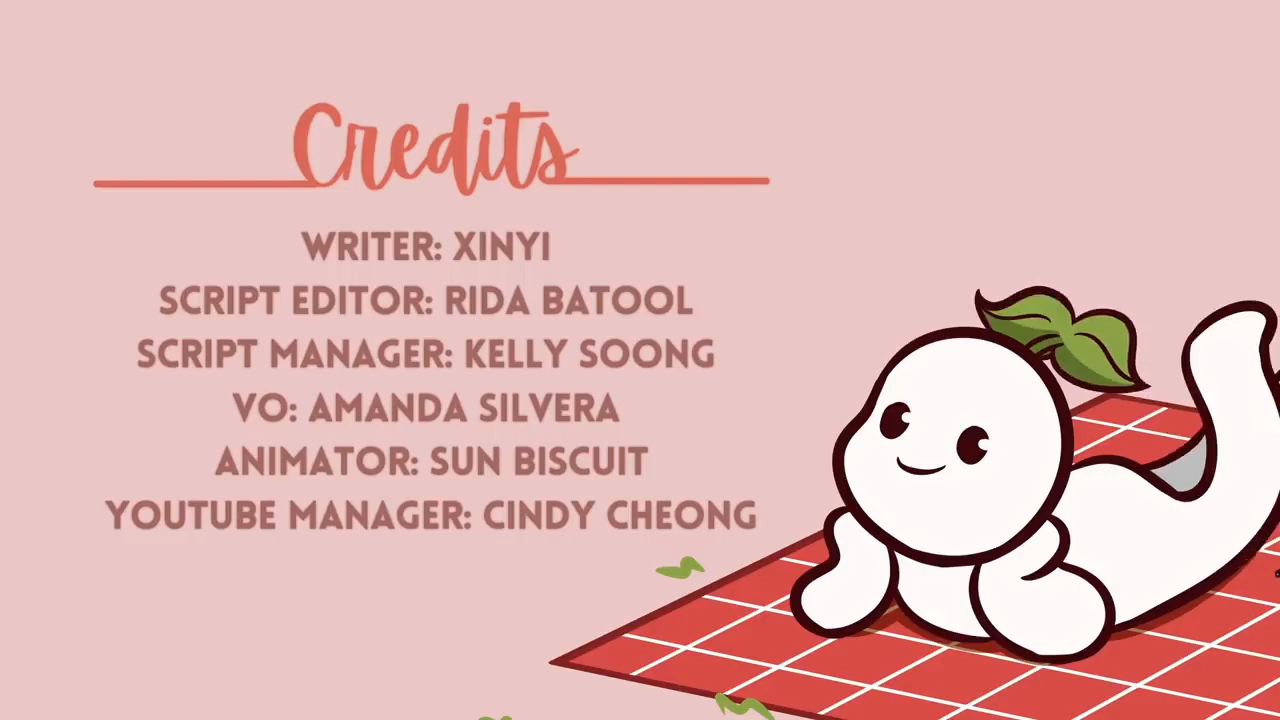 Credits
WRITER: XINYI
SCRIPT EDITOR: RIDA BATOOL
SCRIPT MANAGER: KELLY SOONG
VO: AMANDA SILVERA
ANIMATOR: SUN BISCUIT
YOUTUBE MANAGER: CINDY CHEONG